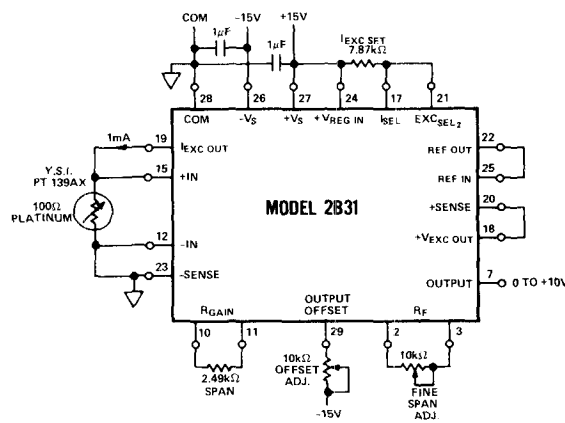 COM -15V +15V
1µF
1µF
I EXC SET
7.87kΩ
28 26 27 24 17 21
COM -VS +VS +VREG IN ISEL EXCSEL2
1mA
19 IEXC OUT
15 +IN
Y.S.I.
PT 139AX
100Ω
PLATINUM
12 -IN
23 -SENSE
MODEL 2B31
REF OUT 22
REF IN 25
+SENSE 20
+VEXC OUT 18
OUTPUT 7 0 TO +10V
RGAIN
OUTPUT
OFFSET
RF
10 11 29 2 3
2.49kΩ
SPAN
10kΩ
OFFSET
ADJ.
-15V
10kΩ
FINE
SPAN
ADJ.